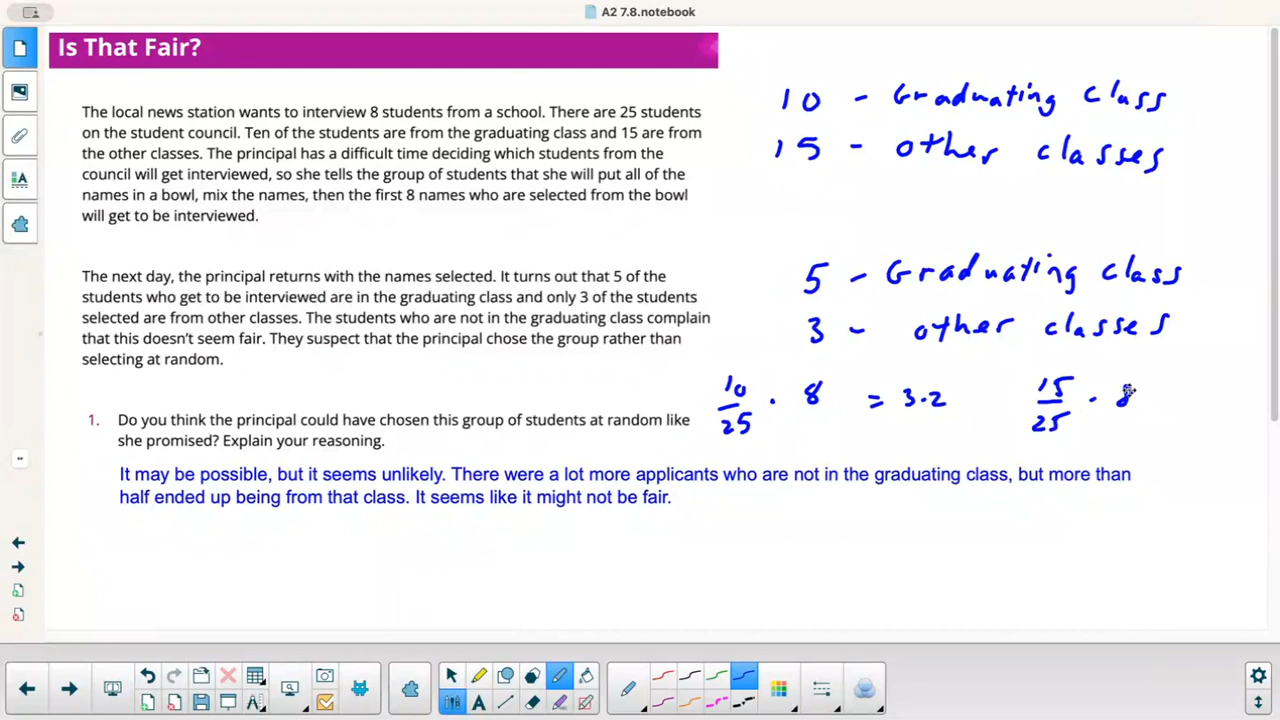 A2 7.8.notebook
Is That Fair?
The local news station wants to interview 8 students from a school. There are 25 students
on the student council. Ten of the students are from the graduating class and 15 are from
the other classes. The principal has a difficult time deciding which students from the
council will get interviewed, so she tells the group of students that she will put all of the
names in a bowl, mix the names, then the first 8 names who are selected from the bowl
will get to be interviewed.
10 - Graduating class
15 - other classes
The next day, the principal returns with the names selected. It turns out that 5 of the
students who get to be interviewed are in the graduating class and only 3 of the students
selected are from other classes. The students who are not in the graduating class complain
that this doesn't seem fair. They suspect that the principal chose the group rather than
selecting at random.
5 - Graduating class
3 - other classes
10/25 · 8 = 3.2 15/25 · 8
1. Do you think the principal could have chosen this group of students at random like
she promised? Explain your reasoning.
It may be possible, but it seems unlikely. There were a lot more applicants who are not in the graduating class, but more than
half ended up being from that class. It seems like it might not be fair.